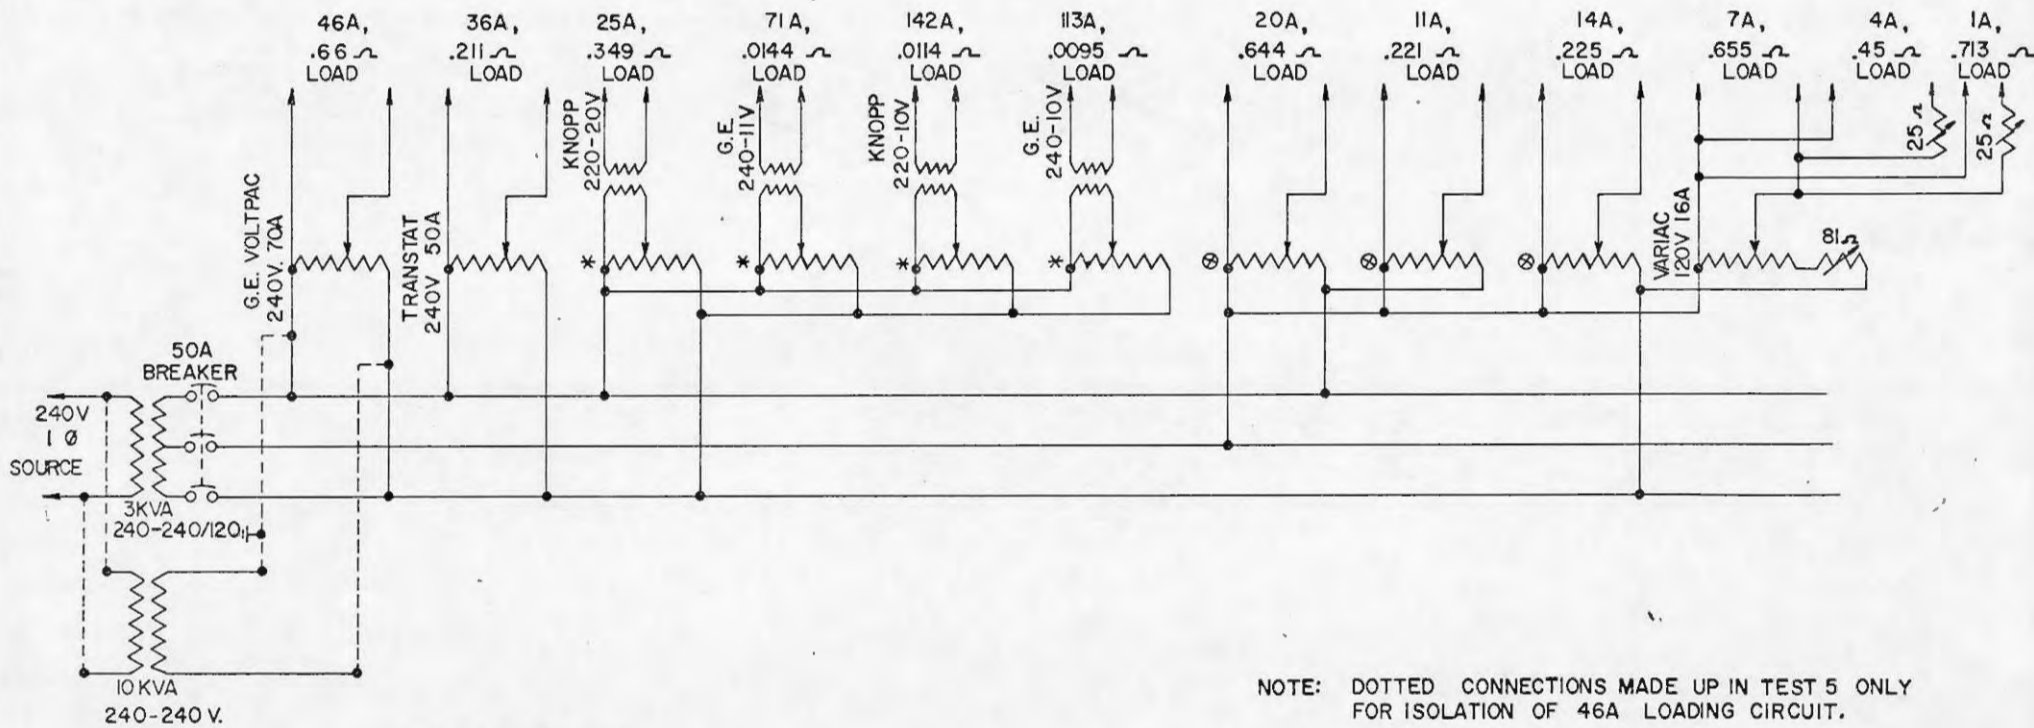 46A,
.66 Ω
LOAD
36A,
.211 Ω
LOAD
25A,
.349 Ω
LOAD
71A,
.0144 Ω
LOAD
142A,
.0114 Ω
LOAD
113A,
.0095 Ω
LOAD
20A,
.644 Ω
LOAD
11A,
.221 Ω
LOAD
14A,
.225 Ω
LOAD
7A,
.655 Ω
LOAD
4A,
.45 Ω
LOAD
1A,
.713 Ω
LOAD
G.E. VOLTPAC
240V, 70A
TRANSTAT
240V 50A
KNOPP
220-20V
G.E.
240-11V
KNOPP
220-10V
G.E.
240-10V
VARIAC
120V 16A
25Ω
25Ω
81Ω
*
*
*
*
⊗
⊗
⊗
50A
BREAKER
240V
1 Ø
SOURCE
3KVA
240-240/120
10 KVA
240-240 V.
NOTE: DOTTED CONNECTIONS MADE UP IN TEST 5 ONLY
FOR ISOLATION OF 46A LOADING CIRCUIT.